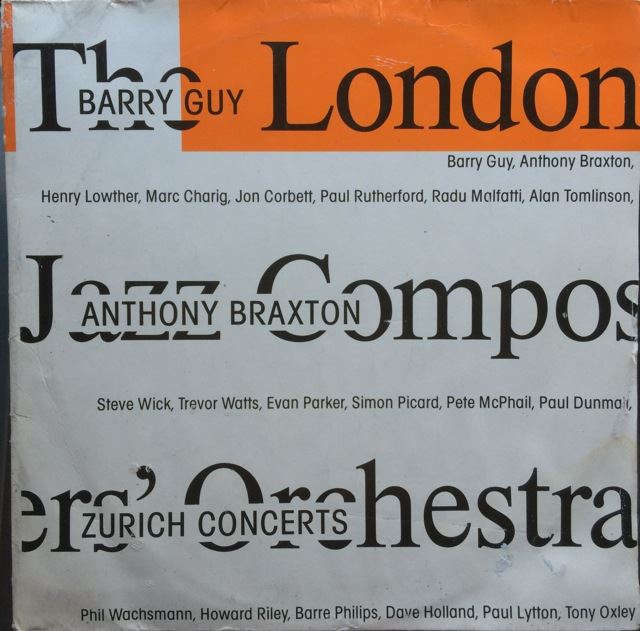 The London
BARRY GUY
Barry Guy, Anthony Braxton,
Henry Lowther, Marc Charig, Jon Corbett, Paul Rutherford, Radu Malfatti, Alan Tomlinson,
Jazz Compos
ANTHONY BRAXTON
Steve Wick, Trevor Watts, Evan Parker, Simon Picard, Pete McPhail, Paul Dunmall,
ers' Orchestra
ZURICH CONCERTS
Phil Wachsmann, Howard Riley, Barre Philips, Dave Holland, Paul Lytton, Tony Oxley